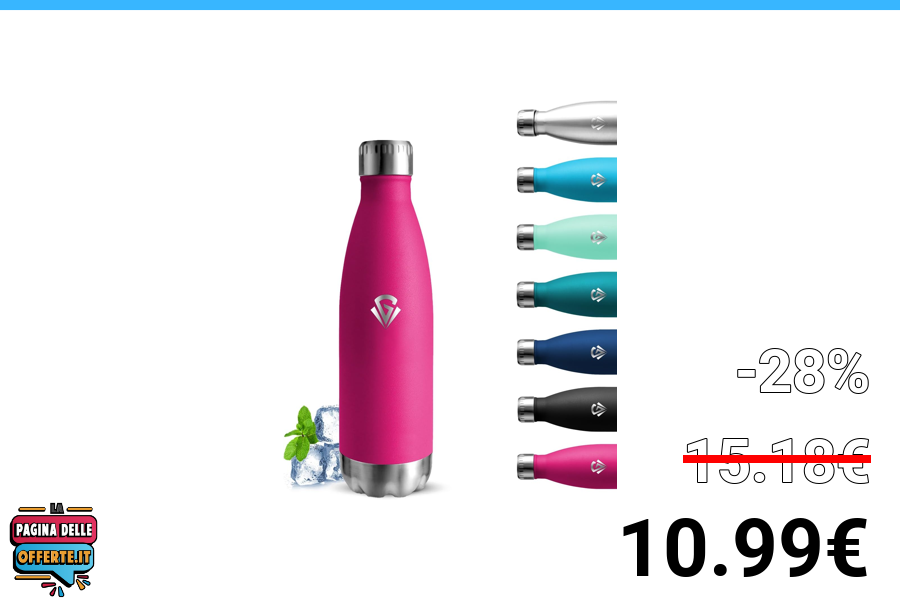 -28%
15.18€
10.99€
LA
PAGINA DELLE
OFFERTE.IT